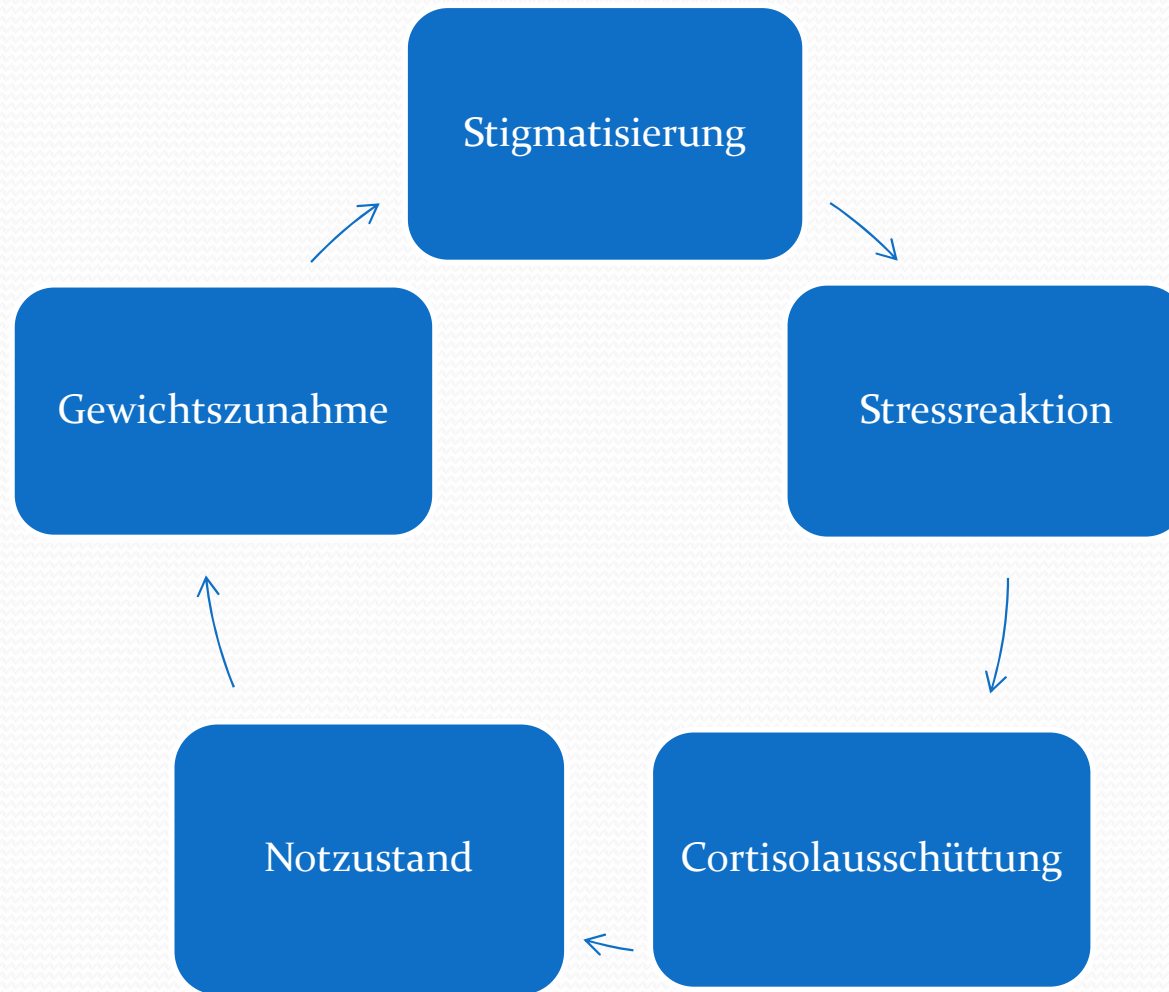 Stigmatisierung
Stressreaktion
Cortisolausschüttung
Notzustand
Gewichtszunahme